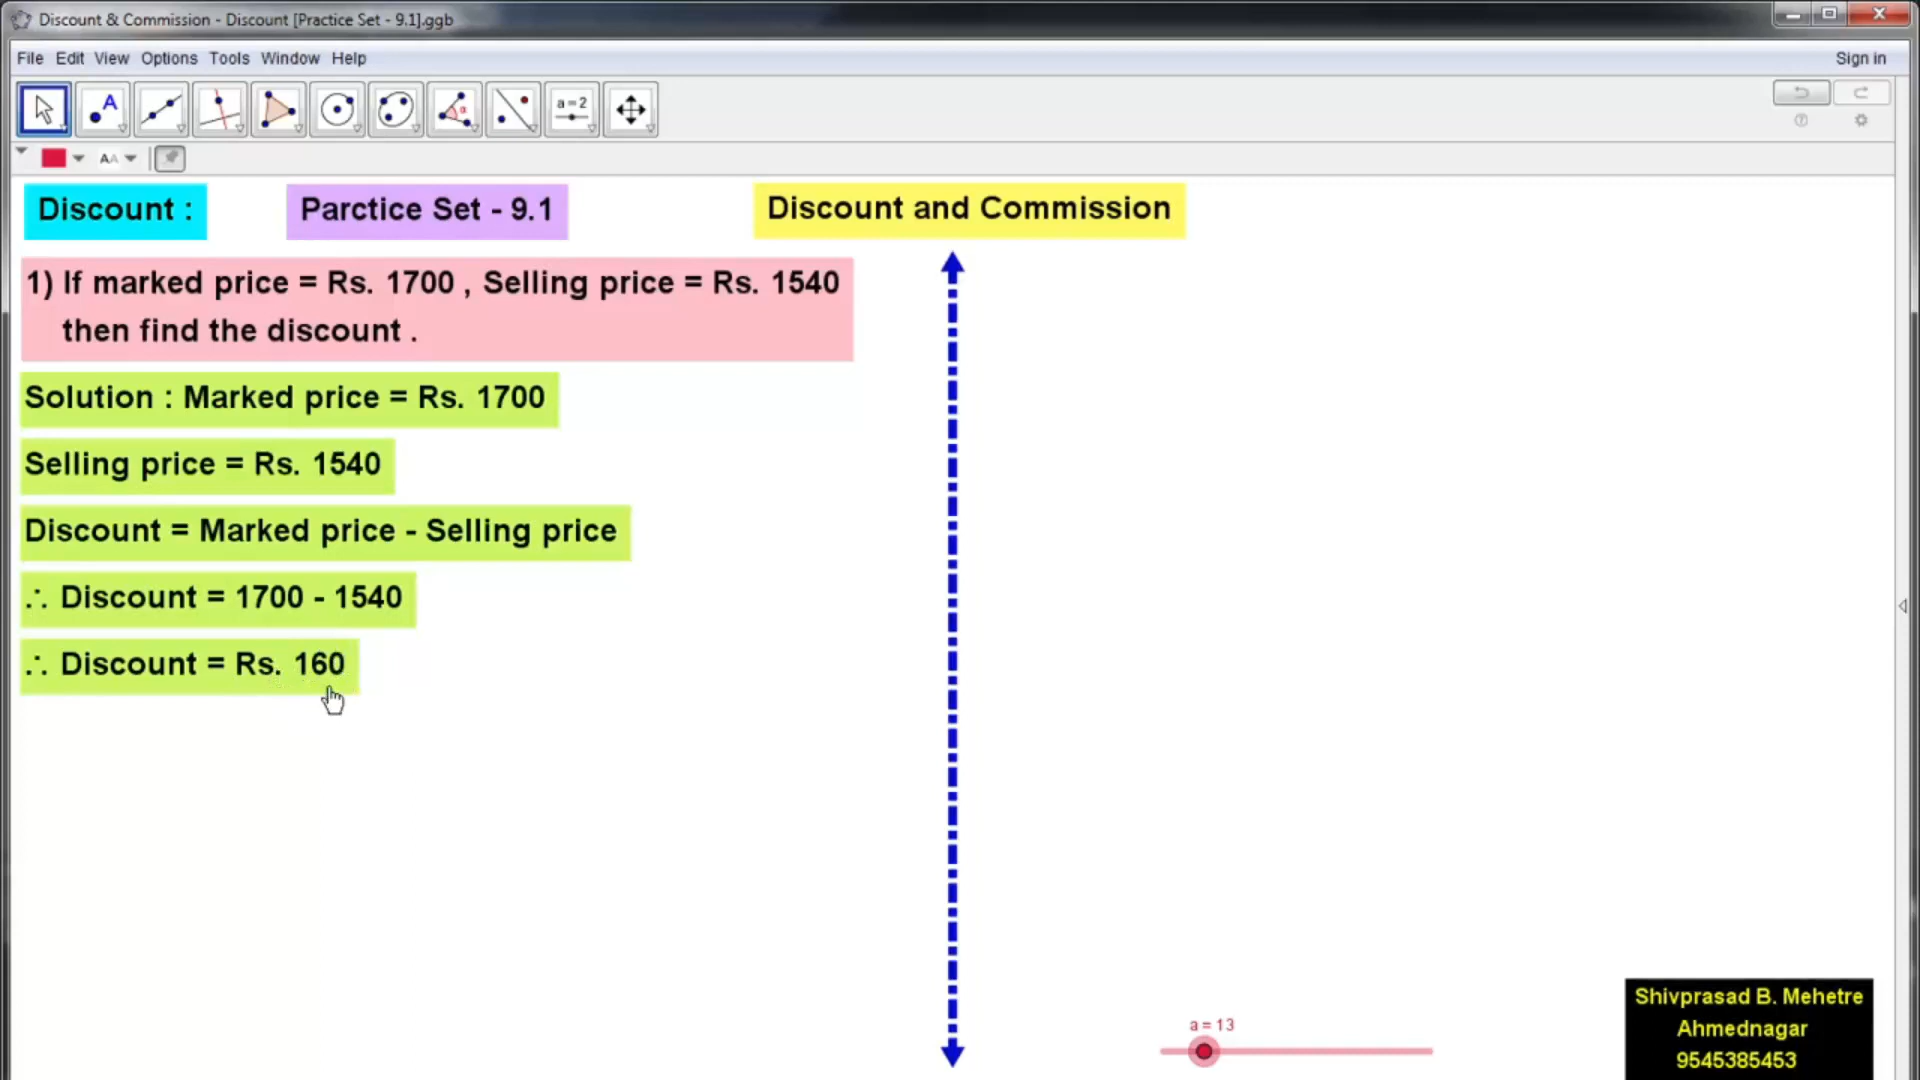 Discount & Commission - Discount [Practice Set - 9.1].ggb
File Edit View Options Tools Window Help
Sign in
A
α
a = 2
AA
Discount :
Parctice Set - 9.1
Discount and Commission
1) If marked price = Rs. 1700 , Selling price = Rs. 1540
then find the discount .
Solution : Marked price = Rs. 1700
Selling price = Rs. 1540
Discount = Marked price - Selling price
∴ Discount = 1700 - 1540
∴ Discount = Rs. 160
a = 13
Shivprasad B. Mehetre
Ahmednagar
9545385453